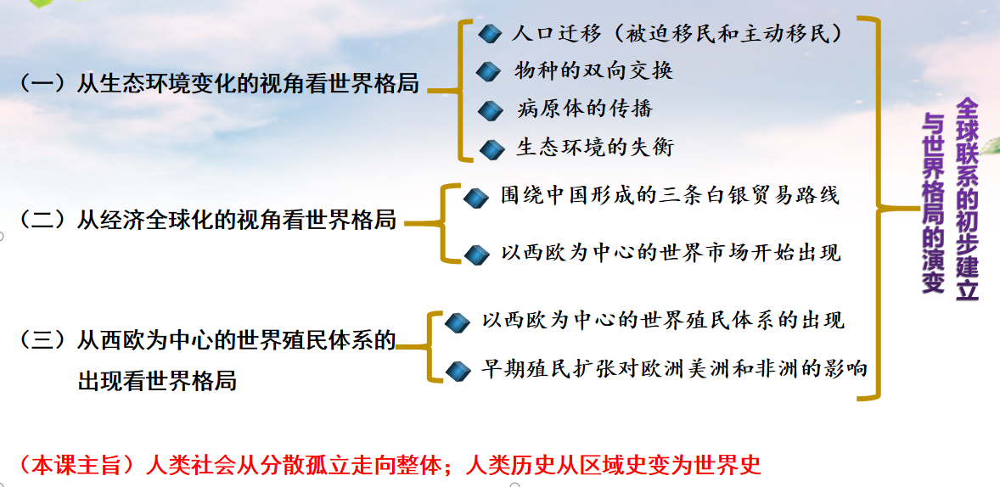 （一）从生态环境变化的视角看世界格局
人口迁移（被迫移民和主动移民）
物种的双向交换
病原体的传播
生态环境的失衡
（二）从经济全球化的视角看世界格局
围绕中国形成的三条白银贸易路线
以西欧为中心的世界市场开始出现
（三）从西欧为中心的世界殖民体系的
出现看世界格局
以西欧为中心的世界殖民体系的出现
早期殖民扩张对欧洲美洲和非洲的影响
全球联系的初步建立
与世界格局的演变
（本课主旨）人类社会从分散孤立走向整体；人类历史从区域史变为世界史